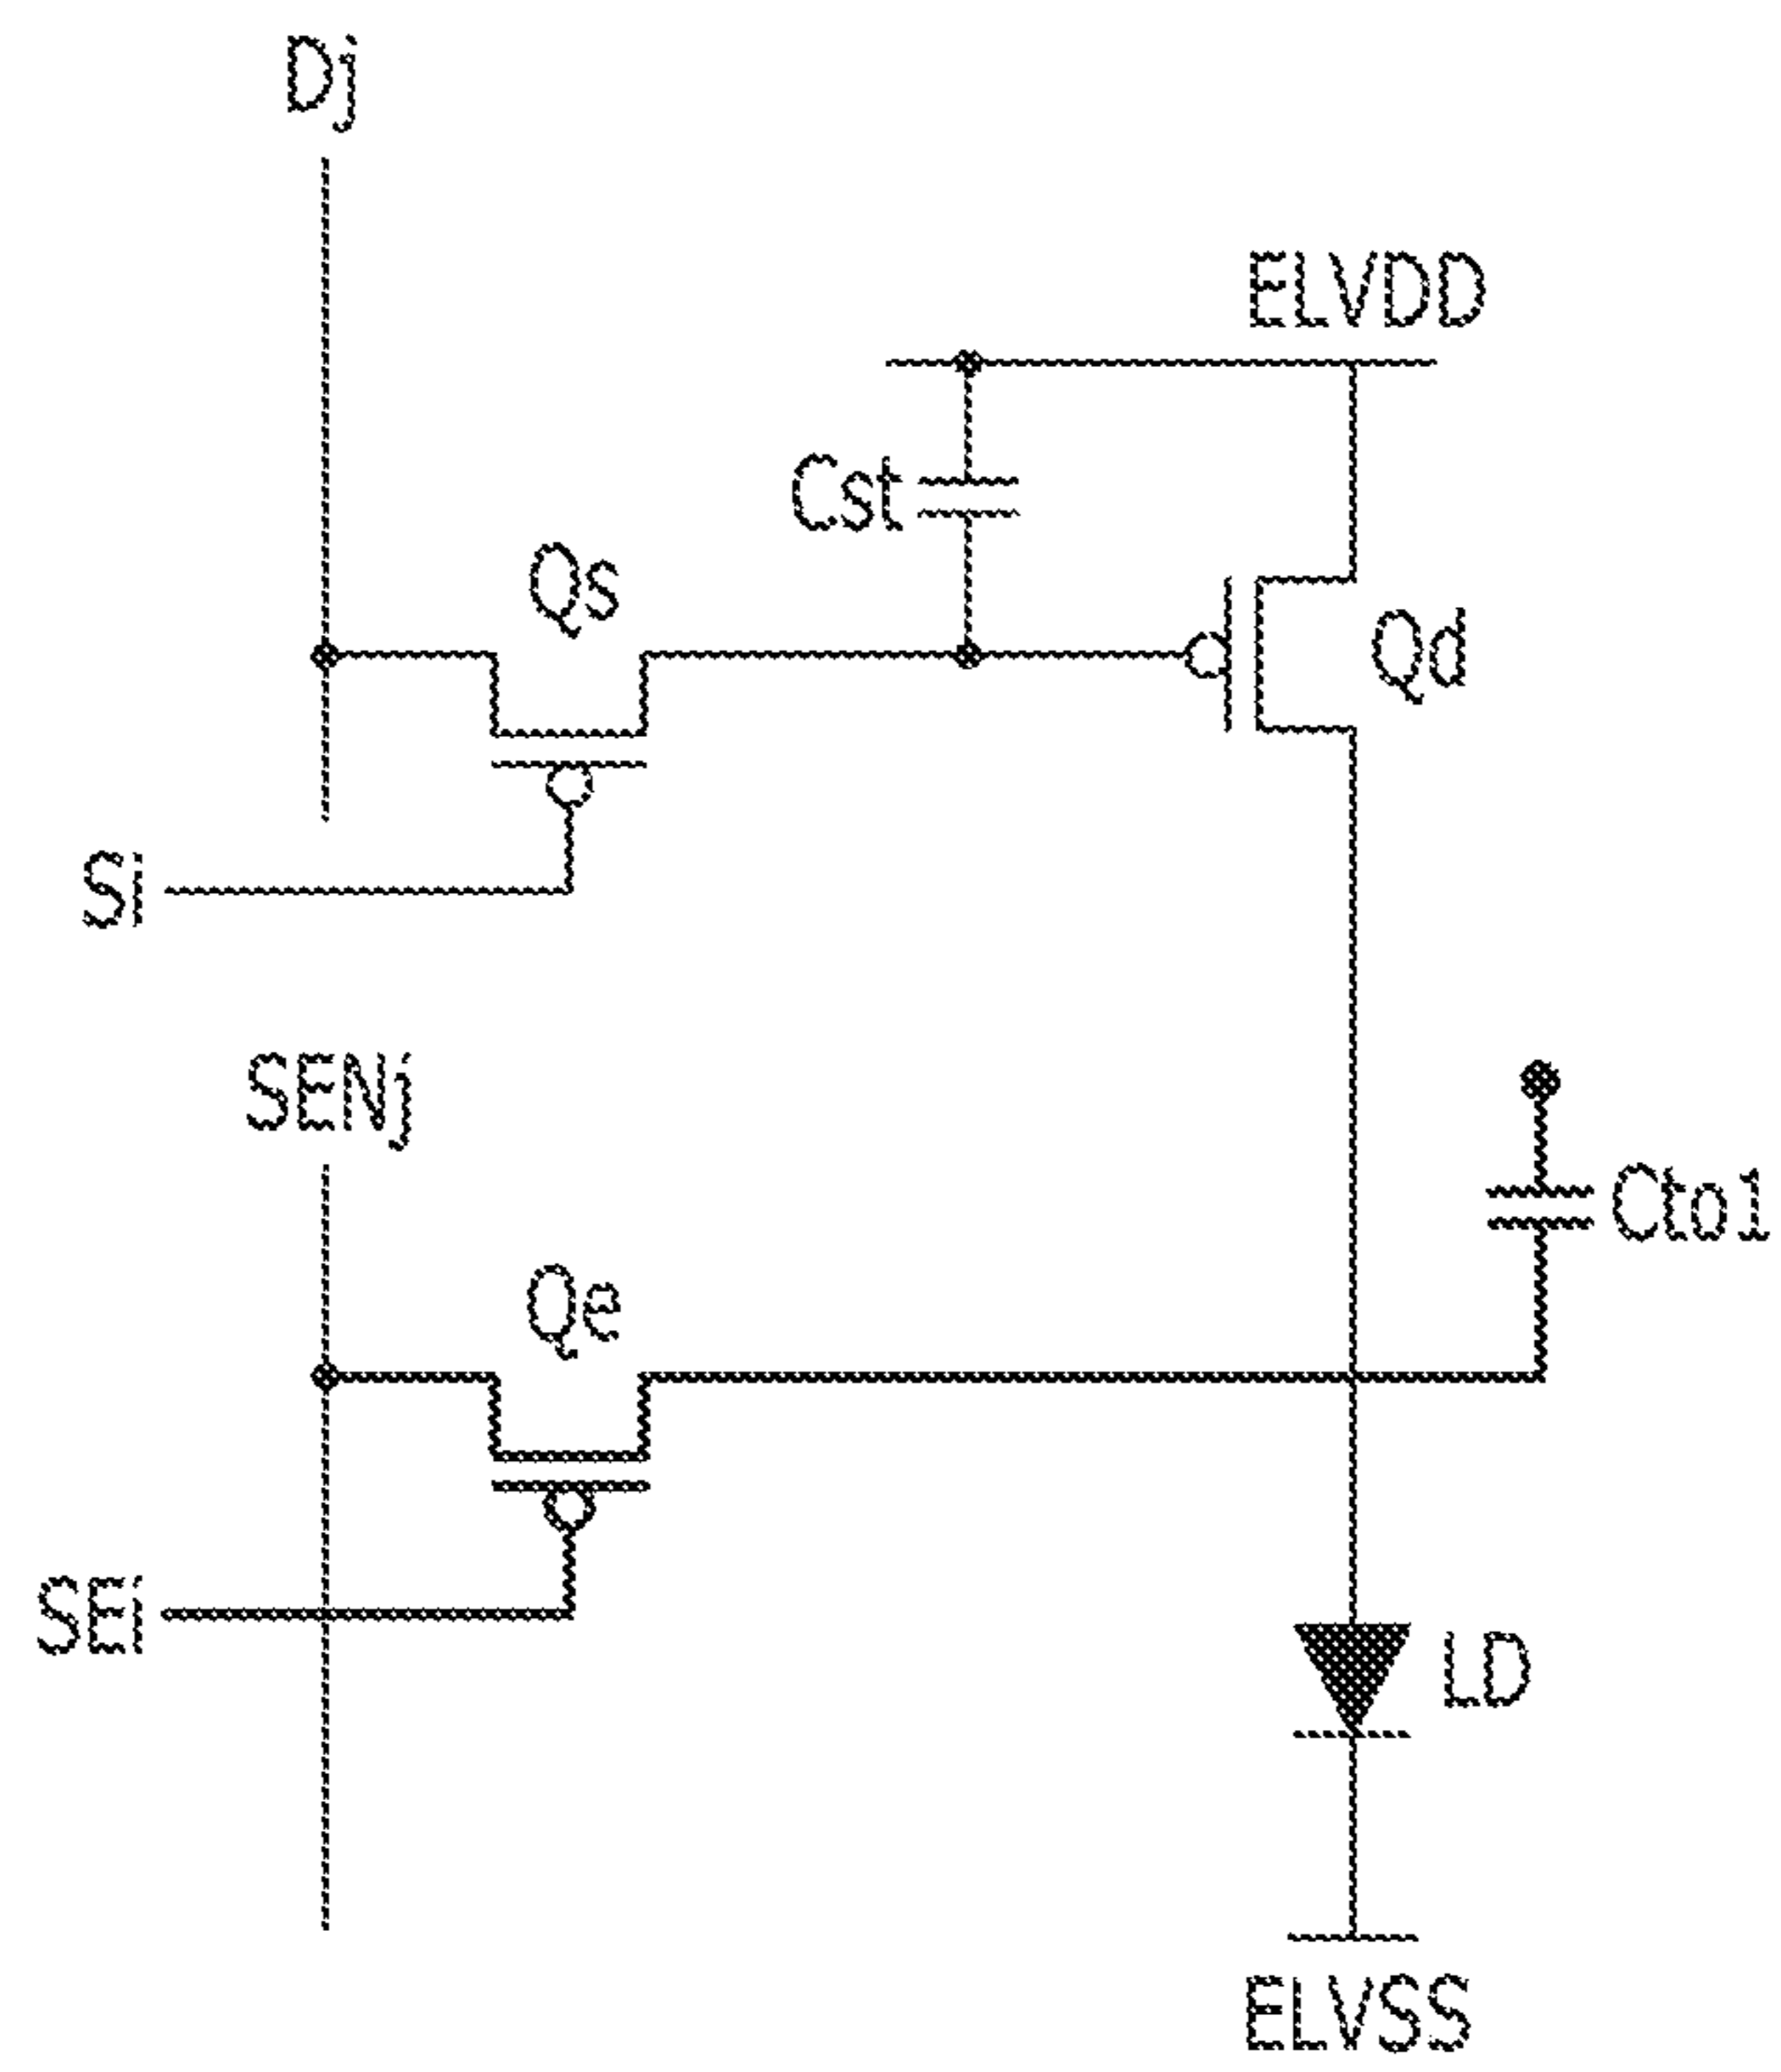 Dj
ELVDD
Cst
Qs
Qd
Si
SENj
Cto1
Qe
SEi
LD
ELVSS